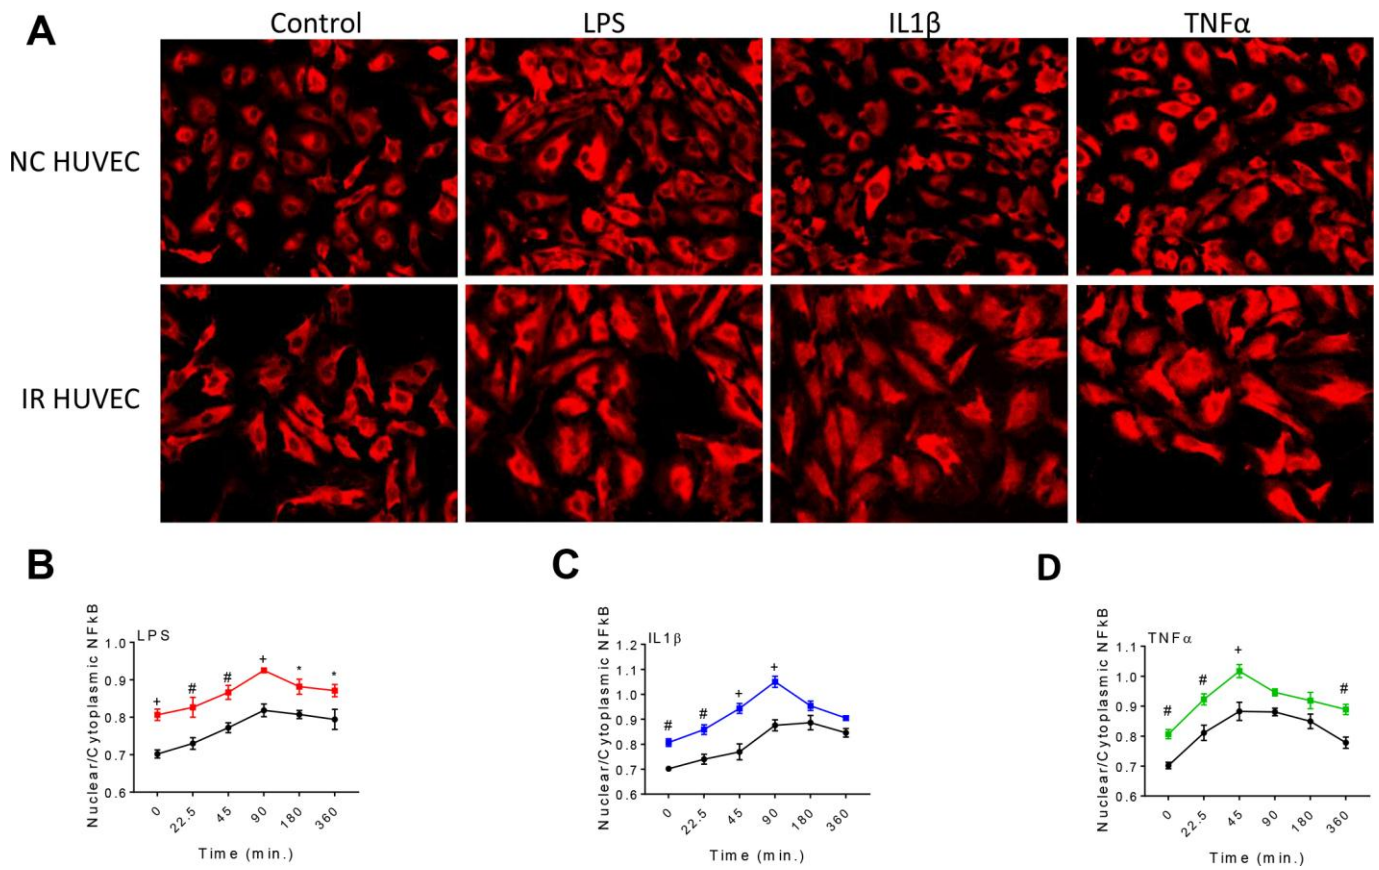 A
Control
LPS
IL1β
TNFα
NC HUVEC
IR HUVEC
B
Nuclear/Cytoplasmic NFkB
LPS
1.0
0.9
0.8
0.7
0.6
+
#
#
+
*
*
0
22.5
45
90
180
360
Time (min.)
C
Nuclear/Cytoplasmic NFkB
IL1β
1.2
1.1
1.0
0.9
0.8
0.7
0.6
#
#
+
+
0
22.5
45
90
180
360
Time (min.)
D
Nuclear/Cytoplasmic NFkB
TNFα
1.1
1.0
0.9
0.8
0.7
0.6
#
#
+
#
0
22.5
45
90
180
360
Time (min.)